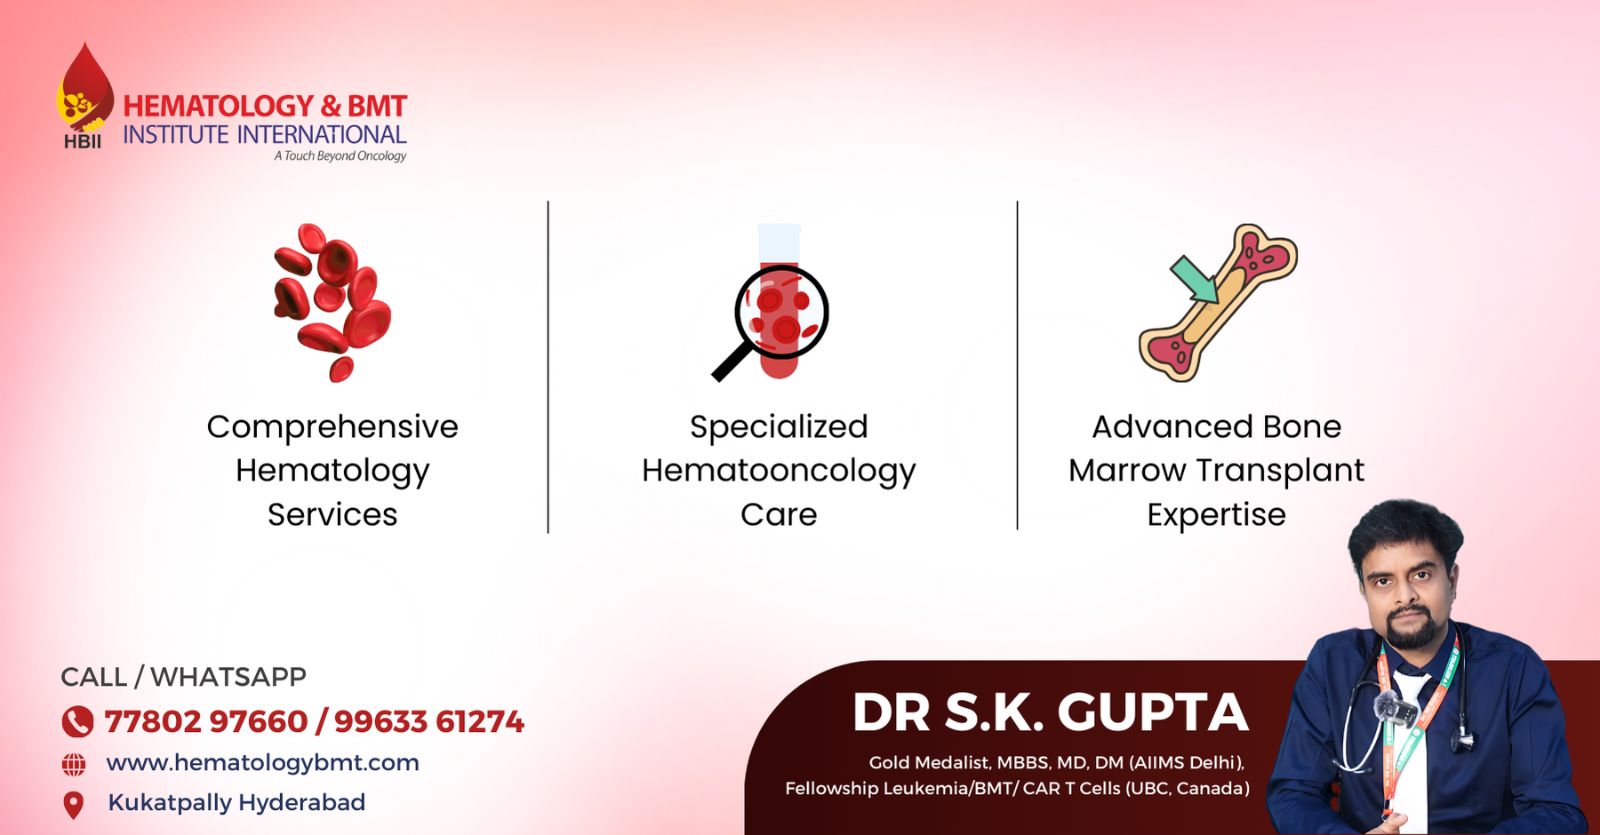 HBII
HEMATOLOGY & BMT
INSTITUTE INTERNATIONAL
A Touch Beyond Oncology
Comprehensive
Hematology
Services
Specialized
Hematooncology
Care
Advanced Bone
Marrow Transplant
Expertise
CALL / WHATSAPP
77802 97660 / 99633 61274
www.hematologybmt.com
Kukatpally Hyderabad
DR S.K. GUPTA
Gold Medalist, MBBS, MD, DM (AIIMS Delhi),
Fellowship Leukemia/BMT/ CAR T Cells (UBC, Canada)